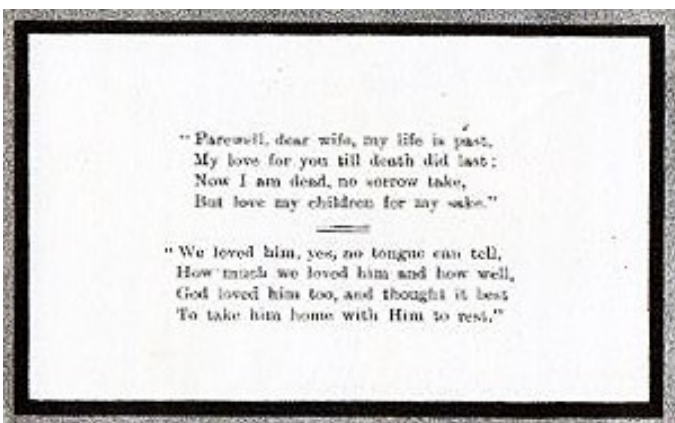 "Farewell, dear wife, my life is past,
My love for you till death did last;
Now I am dead, no sorrow take,
But love my children for my sake."
"We loved him, yes, no tongue can tell,
How much we loved him and how well,
God loved him too, and thought it best
To take him home with Him to rest."